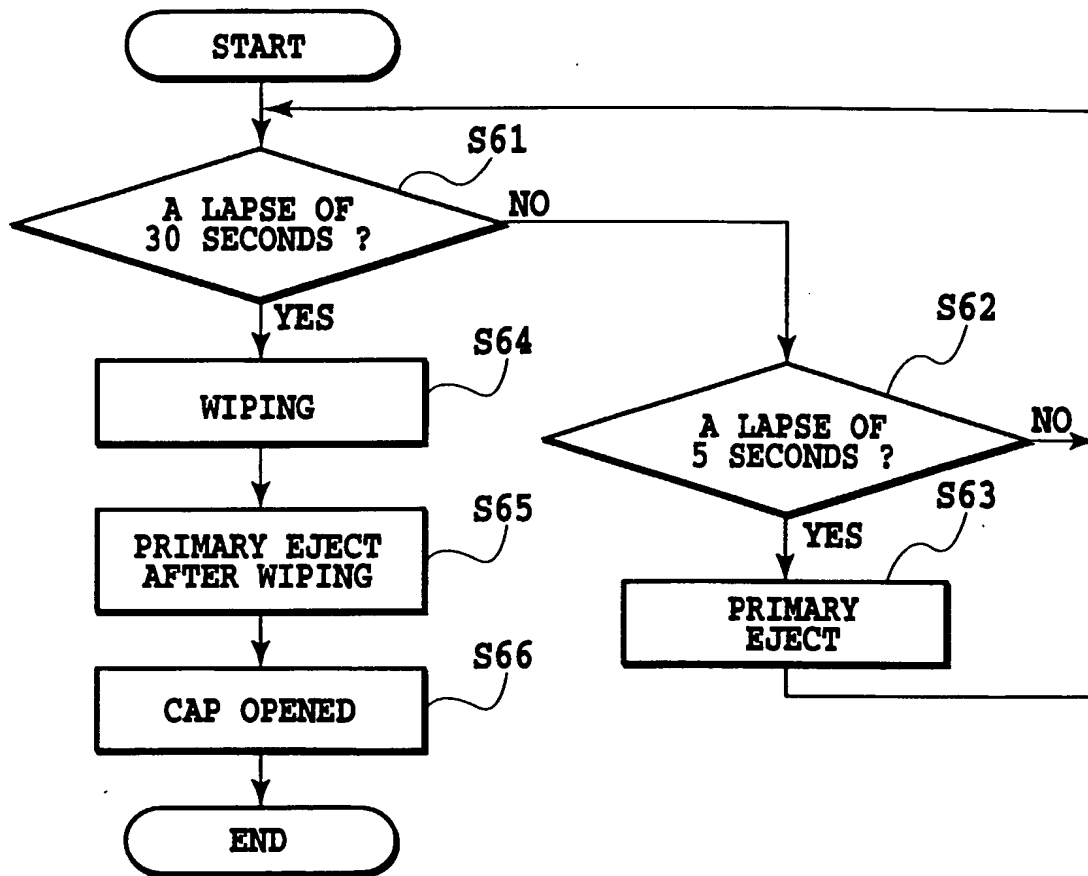 START
S61
A LAPSE OF
30 SECONDS ?
NO
YES
S62
A LAPSE OF
5 SECONDS ?
NO
YES
S63
PRIMARY
EJECT
S64
WIPING
S65
PRIMARY EJECT
AFTER WIPING
S66
CAP OPENED
END